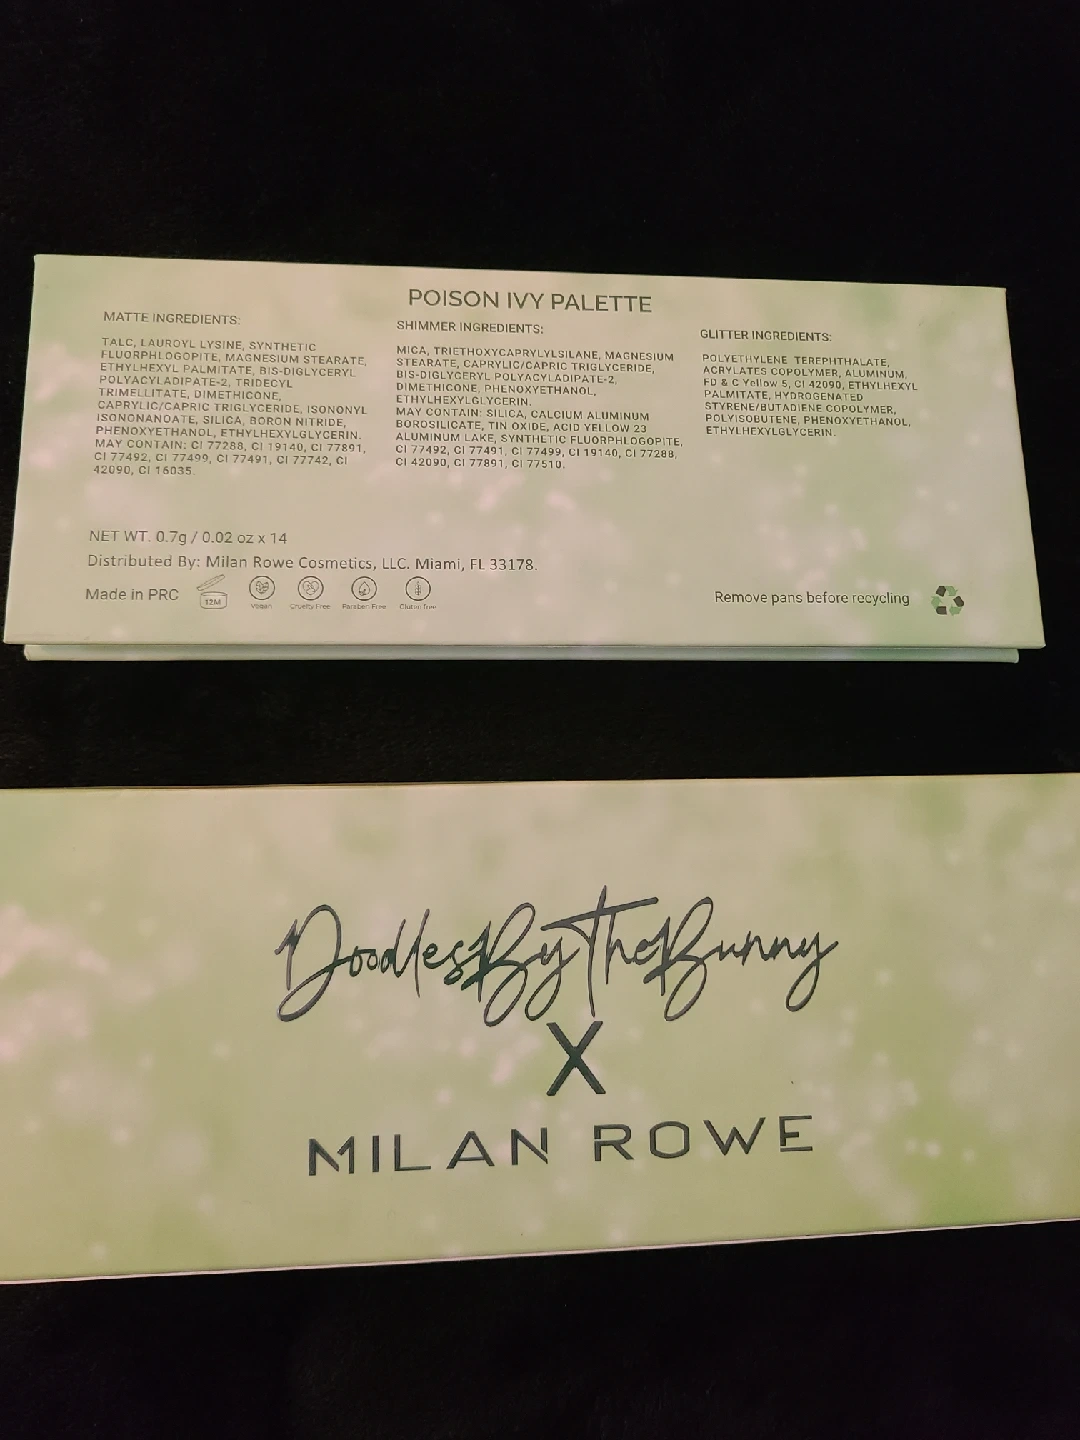 POISON IVY PALETTE
MATTE INGREDIENTS:
TALC, LAUROYL LYSINE, SYNTHETIC
FLUORPHLOGOPITE, MAGNESIUM STEARATE,
ETHYLHEXYL PALMITATE, BIS-DIGLYCERYL
POLYACYLADIPATE-2, TRIDECYL
TRIMELLITATE, DIMETHICONE,
CAPRYLIC/CAPRIC TRIGLYCERIDE, ISONONYL
ISONONANOATE, SILICA, BORON NITRIDE,
PHENOXYETHANOL, ETHYLHEXYLGLYCERIN.
MAY CONTAIN: CI 77288, CI 19140, CI 77891,
CI 77492, CI 77499, CI 77491, CI 77742, CI
42090, CI 16035.
SHIMMER INGREDIENTS:
MICA, TRIETHOXYCAPRYLYLSILANE, MAGNESIUM
STEARATE, CAPRYLIC/CAPRIC TRIGLYCERIDE,
BIS-DIGLYCERYL POLYACYLADIPATE-2,
DIMETHICONE, PHENOXYETHANOL,
ETHYLHEXYLGLYCERIN.
MAY CONTAIN: SILICA, CALCIUM ALUMINUM
BOROSILICATE, TIN OXIDE, ACID YELLOW 23
ALUMINUM LAKE, SYNTHETIC FLUORPHLOGOPITE,
CI 77492, CI 77491, CI 77499, CI 19140, CI 77288,
CI 42090, CI 77891, CI 77510.
GLITTER INGREDIENTS:
POLYETHYLENE TEREPHTHALATE,
ACRYLATES COPOLYMER, ALUMINUM,
FD & C Yellow 5, CI 42090, ETHYLHEXYL
PALMITATE, HYDROGENATED
STYRENE/BUTADIENE COPOLYMER,
POLYISOBUTENE, PHENOXYETHANOL,
ETHYLHEXYLGLYCERIN.
NET WT. 0.7g / 0.02 oz x 14
Distributed By: Milan Rowe Cosmetics, LLC. Miami, FL 33178.
Made in PRC
12M
Vegan
Cruelty Free
Paraben Free
Gluten free
Remove pans before recycling
DoodlesByTheBunny
X
MILAN ROWE